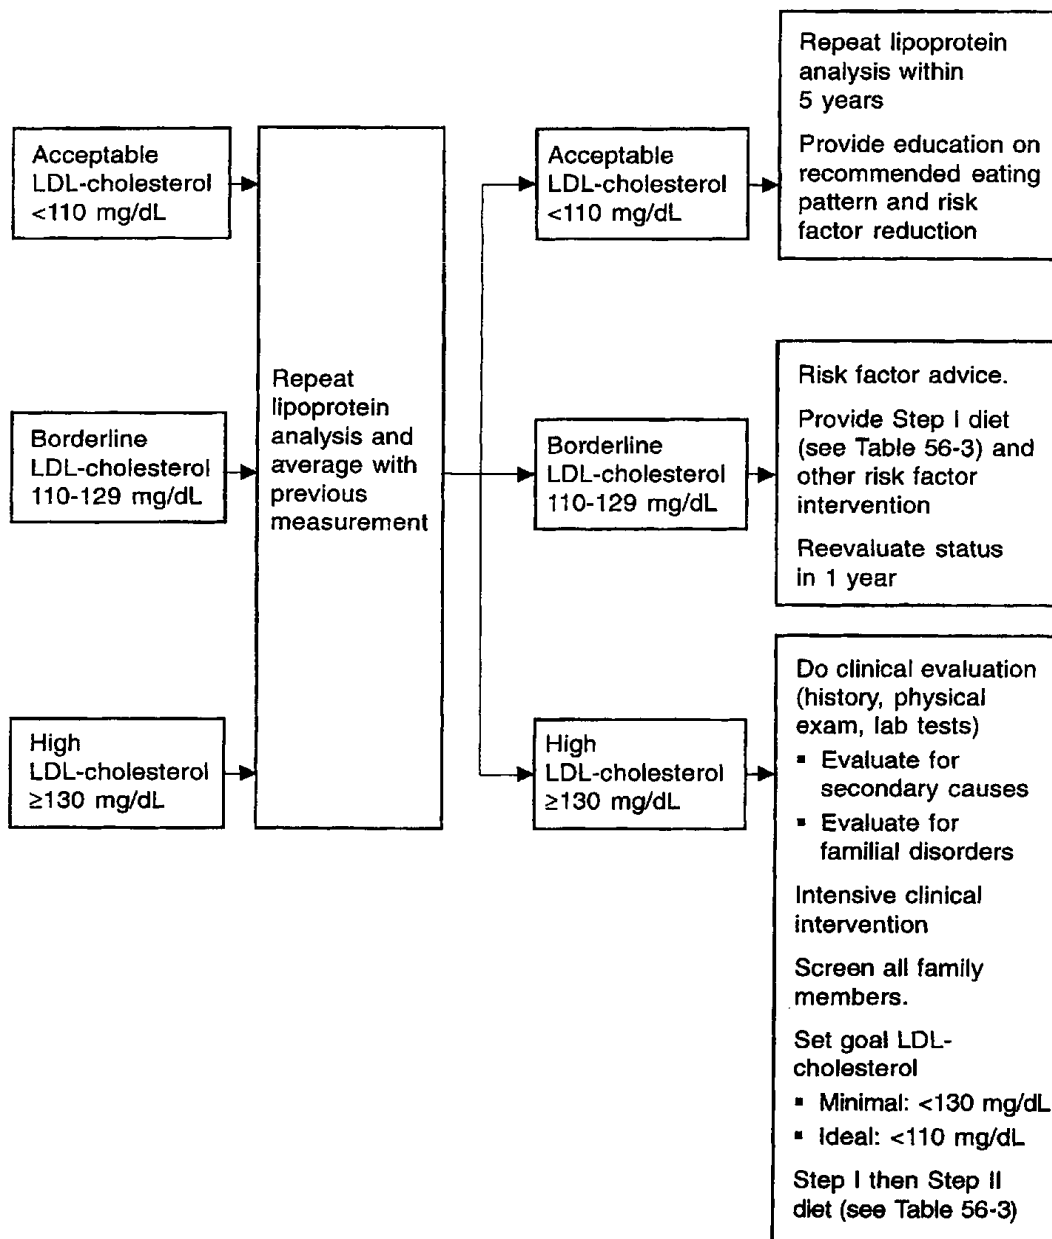 Acceptable
LDL-cholesterol
<110 mg/dL
Borderline
LDL-cholesterol
110-129 mg/dL
High
LDL-cholesterol
≥130 mg/dL
Repeat
lipoprotein
analysis and
average with
previous
measurement
Acceptable
LDL-cholesterol
<110 mg/dL
Borderline
LDL-cholesterol
110-129 mg/dL
High
LDL-cholesterol
≥130 mg/dL
Repeat lipoprotein
analysis within
5 years
Provide education on
recommended eating
pattern and risk
factor reduction
Risk factor advice.
Provide Step I diet
(see Table 56-3) and
other risk factor
intervention
Reevaluate status
in 1 year
Do clinical evaluation
(history, physical
exam, lab tests)
▪ Evaluate for
secondary causes
▪ Evaluate for
familial disorders
Intensive clinical
intervention
Screen all family
members.
Set goal LDL-
cholesterol
▪ Minimal: <130 mg/dL
▪ Ideal: <110 mg/dL
Step I then Step II
diet (see Table 56-3)